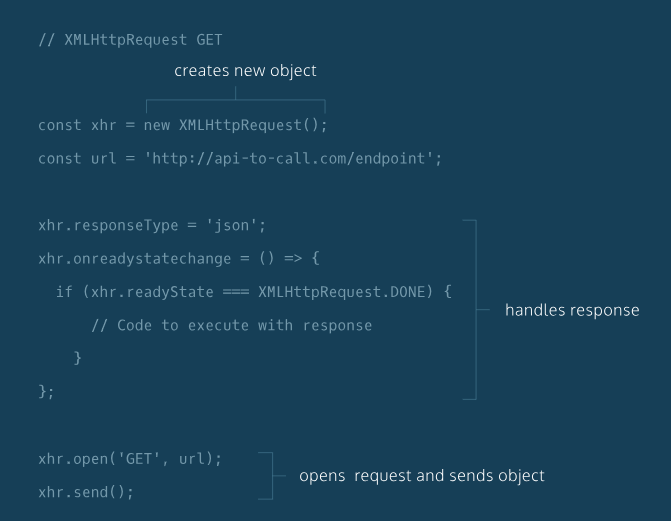 // XMLHttpRequest GET
creates new object
const xhr = new XMLHttpRequest();
const url = 'http://api-to-call.com/endpoint';
xhr.responseType = 'json';
xhr.onreadystatechange = () => {
if (xhr.readyState === XMLHttpRequest.DONE) {
handles response
// Code to execute with response
}
};
xhr.open('GET', url);
opens request and sends object
xhr.send();